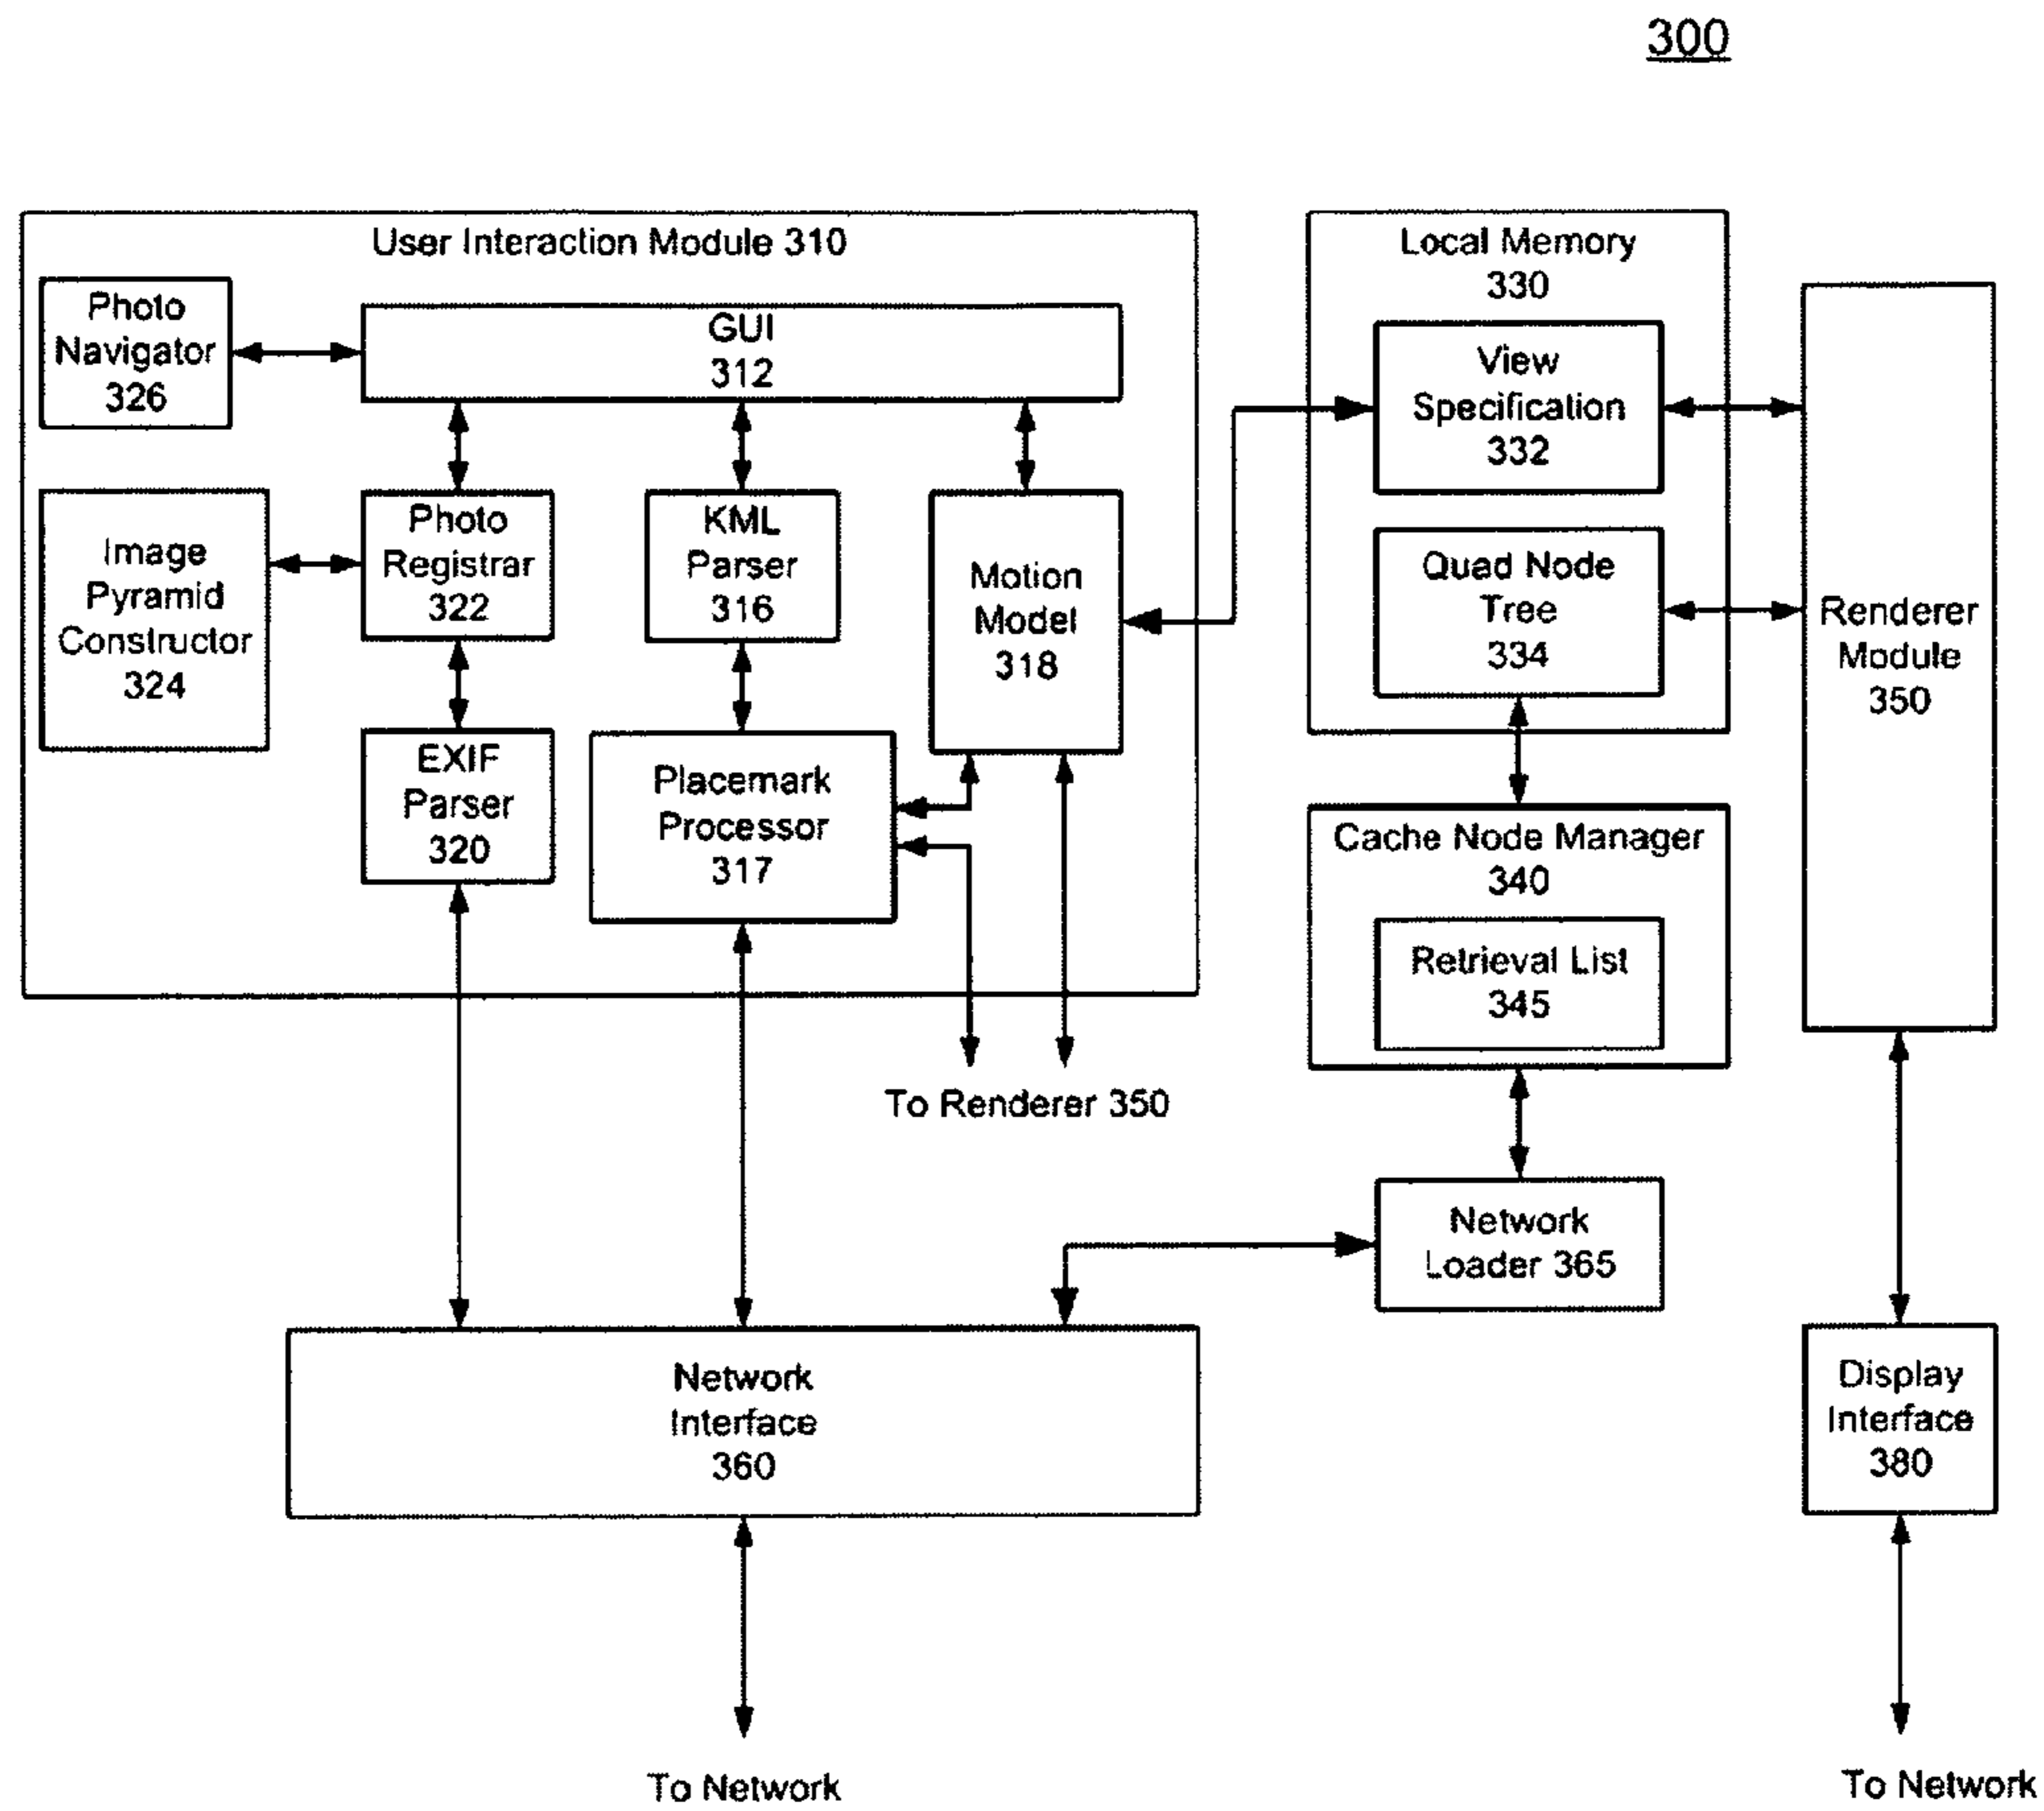 300
User Interaction Module 310
Photo
Navigator
326
GUI
312
Image
Pyramid
Constructor
324
Photo
Registrar
322
KML
Parser
316
Motion
Model
318
EXIF
Parser
320
Placemark
Processor
317
To Renderer 350
Local Memory
330
View
Specification
332
Quad Node
Tree
334
Cache Node Manager
340
Retrieval List
345
Renderer
Module
350
Network
Loader 365
Network
Interface
360
Display
Interface
380
To Network
To Network